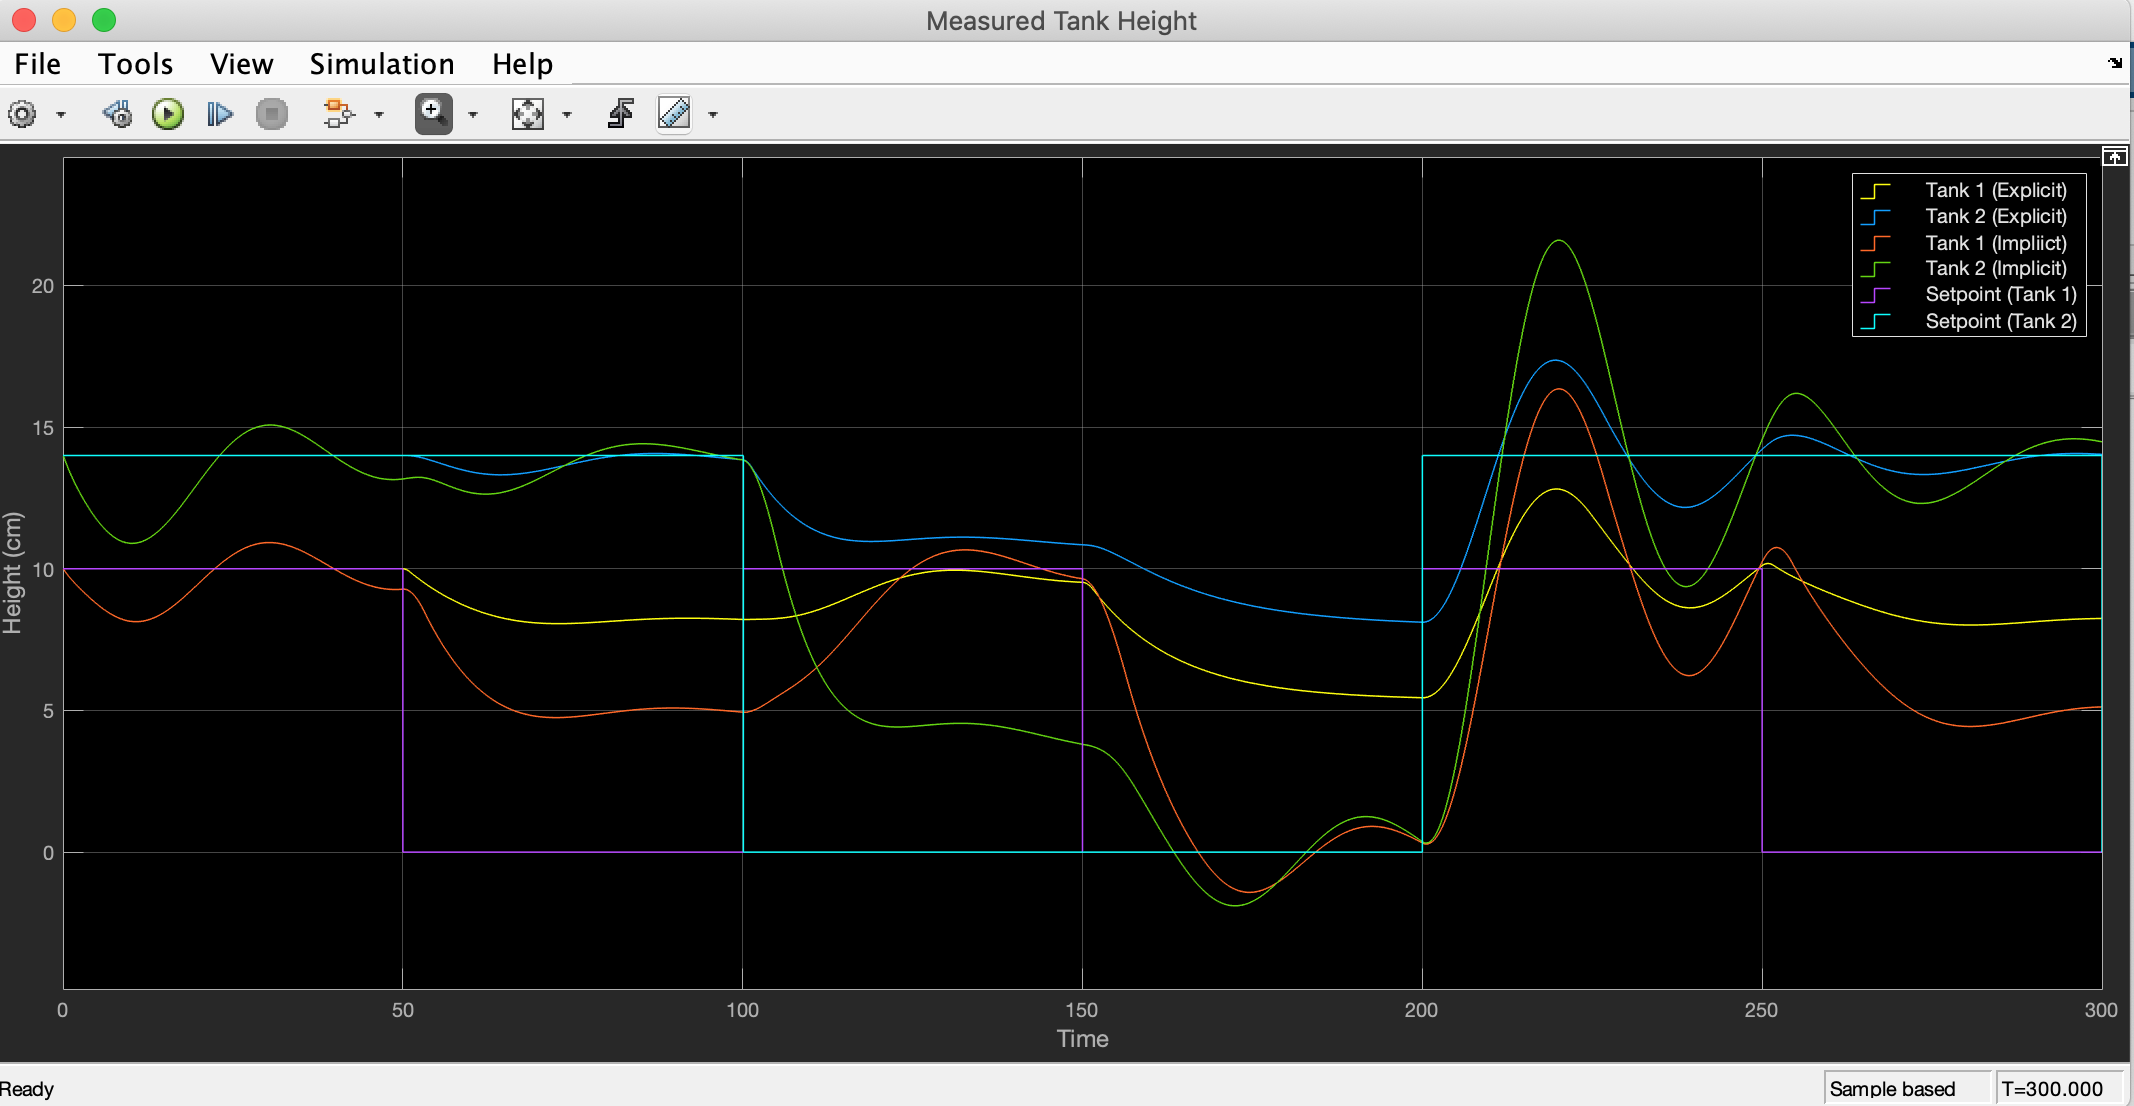 Measured Tank Height
File Tools View Simulation Help
Tank 1 (Explicit)
Tank 2 (Explicit)
Tank 1 (Impliict)
Tank 2 (Implicit)
Setpoint (Tank 1)
Setpoint (Tank 2)
20
15
10
5
0
Height (cm)
0 50 100 150 200 250 300
Time
Ready Sample based T=300.000